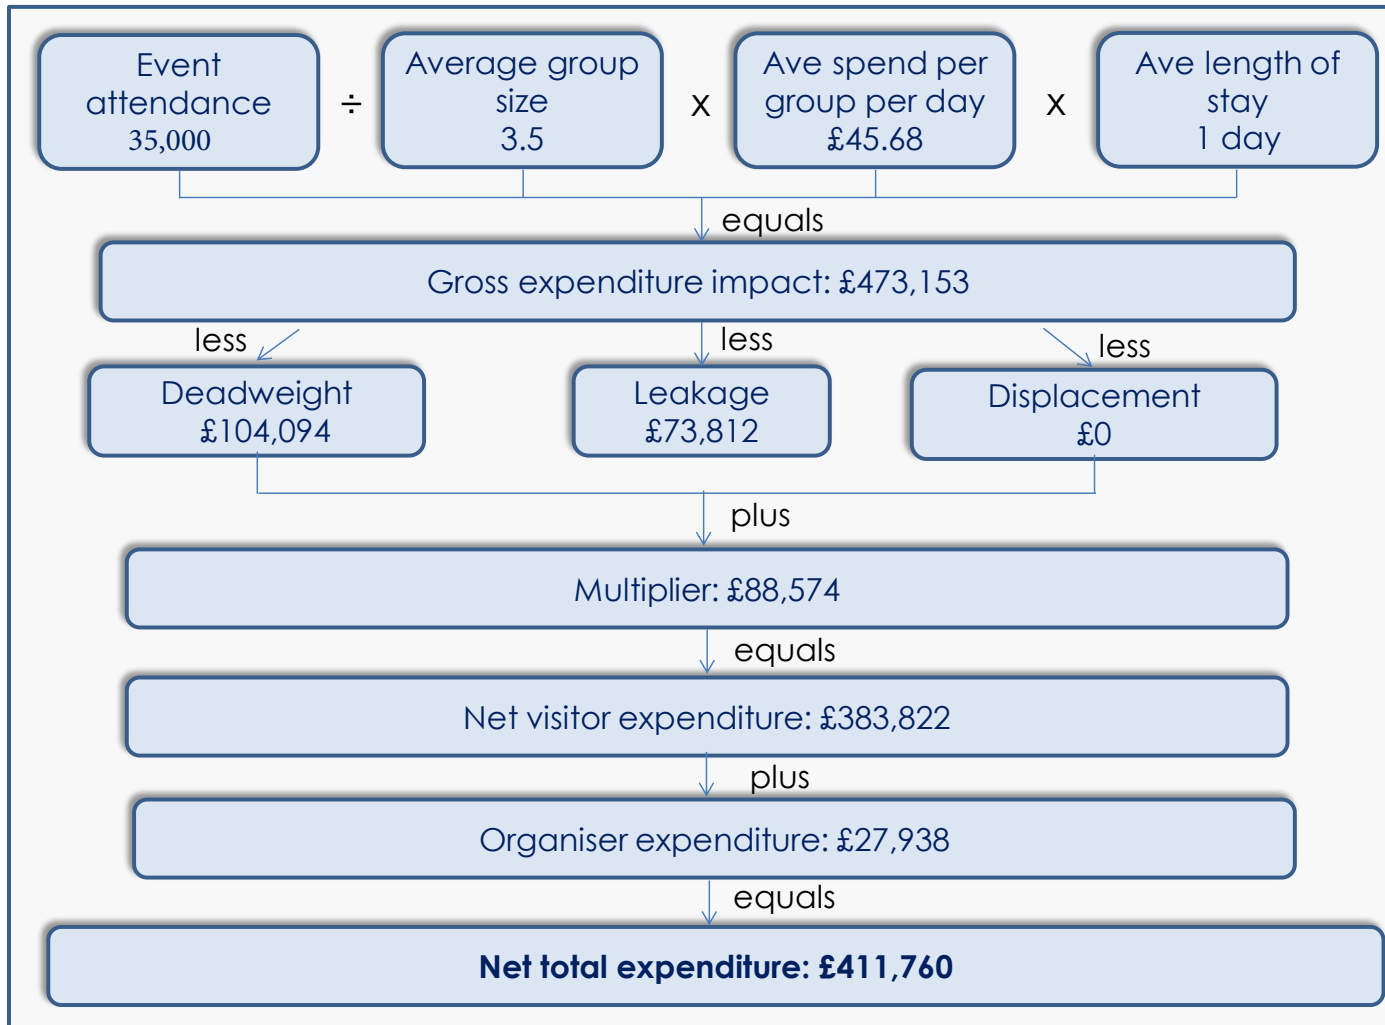 Event
attendance
35,000
÷
Average group
size
3.5
x
Ave spend per
group per day
£45.68
x
Ave length of
stay
1 day
equals
Gross expenditure impact: £473,153
less
less
less
Deadweight
£104,094
Leakage
£73,812
Displacement
£0
plus
Multiplier: £88,574
equals
Net visitor expenditure: £383,822
plus
Organiser expenditure: £27,938
equals
Net total expenditure: £411,760